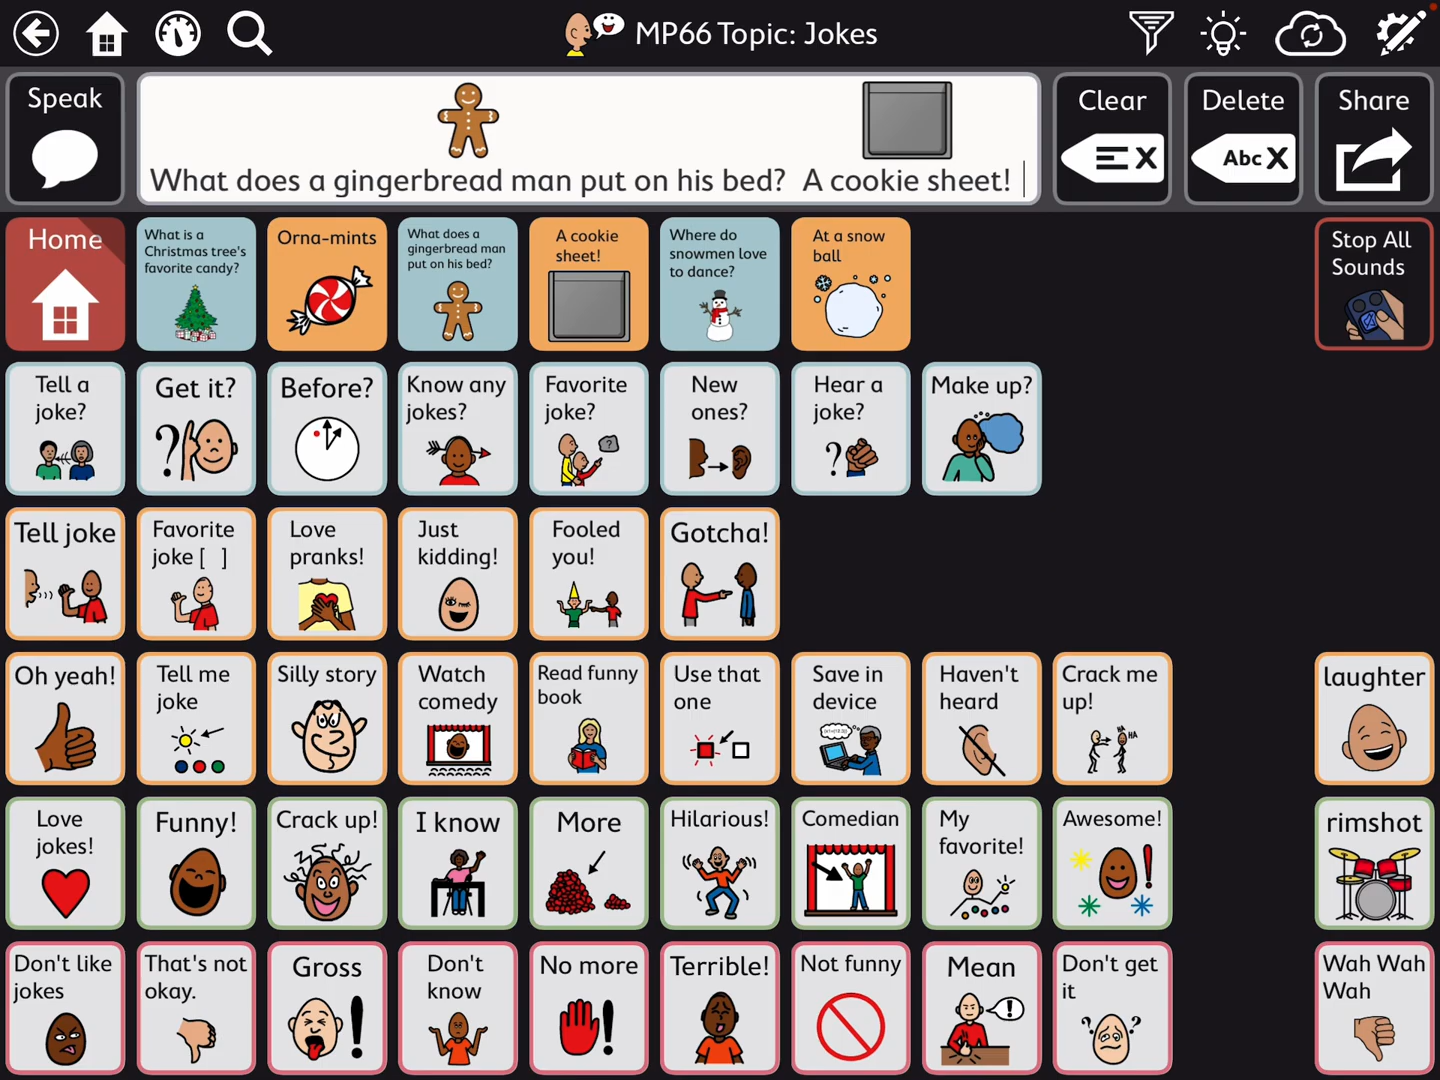 MP66 Topic: Jokes
Speak
What does a gingerbread man put on his bed?  A cookie sheet!
Clear
X
Delete
Abc X
Share
Home
What is a
Christmas tree's
favorite candy?
Orna-mints
What does a
gingerbread man
put on his bed?
A cookie
sheet!
Where do
snowmen love
to dance?
At a snow
ball
Stop All
Sounds
Tell a
joke?
Get it?
?
Before?
Know any
jokes?
Favorite
joke?
?
New
ones?
Hear a
joke?
?
Make up?
Tell joke
Favorite
joke [  ]
Love
pranks!
Just
kidding!
Fooled
you!
Gotcha!
Oh yeah!
Tell me
joke
Silly story
Watch
comedy
Read funny
book
Use that
one
Save in
device
Haven't
heard
Crack me
up!
HA
HA
laughter
Love
jokes!
Funny!
Crack up!
I know
More
Hilarious!
Comedian
My
favorite!
Awesome!
!
rimshot
Don't like
jokes
That's not
okay.
Gross
!
Don't
know
No more
!
Terrible!
Not funny
Mean
!
Don't get
it
? ?
Wah Wah
Wah